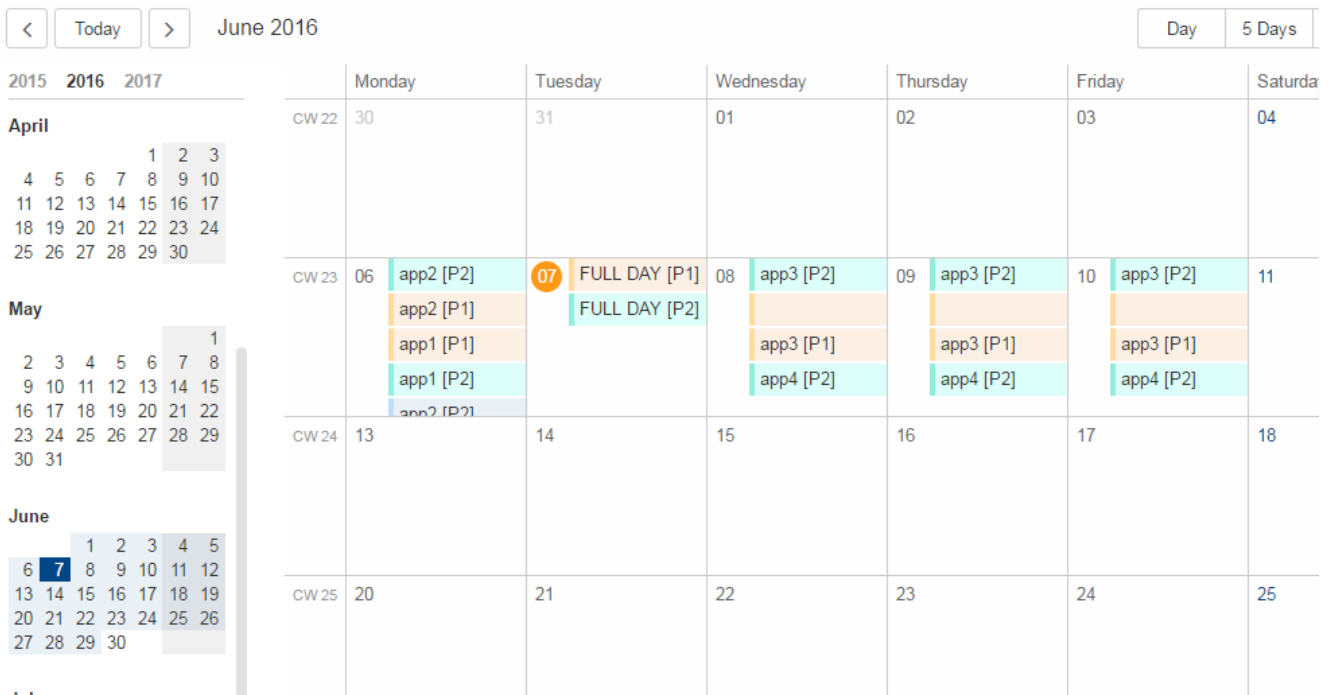 < Today > June 2016 Day 5 Days
2015 2016 2017
April
1 2 3
4 5 6 7 8 9 10
11 12 13 14 15 16 17
18 19 20 21 22 23 24
25 26 27 28 29 30
May
1
2 3 4 5 6 7 8
9 10 11 12 13 14 15
16 17 18 19 20 21 22
23 24 25 26 27 28 29
30 31
June
1 2 3 4 5
6 7 8 9 10 11 12
13 14 15 16 17 18 19
20 21 22 23 24 25 26
27 28 29 30
Monday Tuesday Wednesday Thursday Friday Saturday
CW 22 30 31 01 02 03 04
CW 23 06 app2 [P2] 07 FULL DAY [P1] 08 app3 [P2] 09 app3 [P2] 10 app3 [P2] 11
app2 [P1] FULL DAY [P2]
app1 [P1] app3 [P1] app3 [P1] app3 [P1]
app1 [P2] app4 [P2] app4 [P2] app4 [P2]
app2 [P2]
CW 24 13 14 15 16 17 18
CW 25 20 21 22 23 24 25